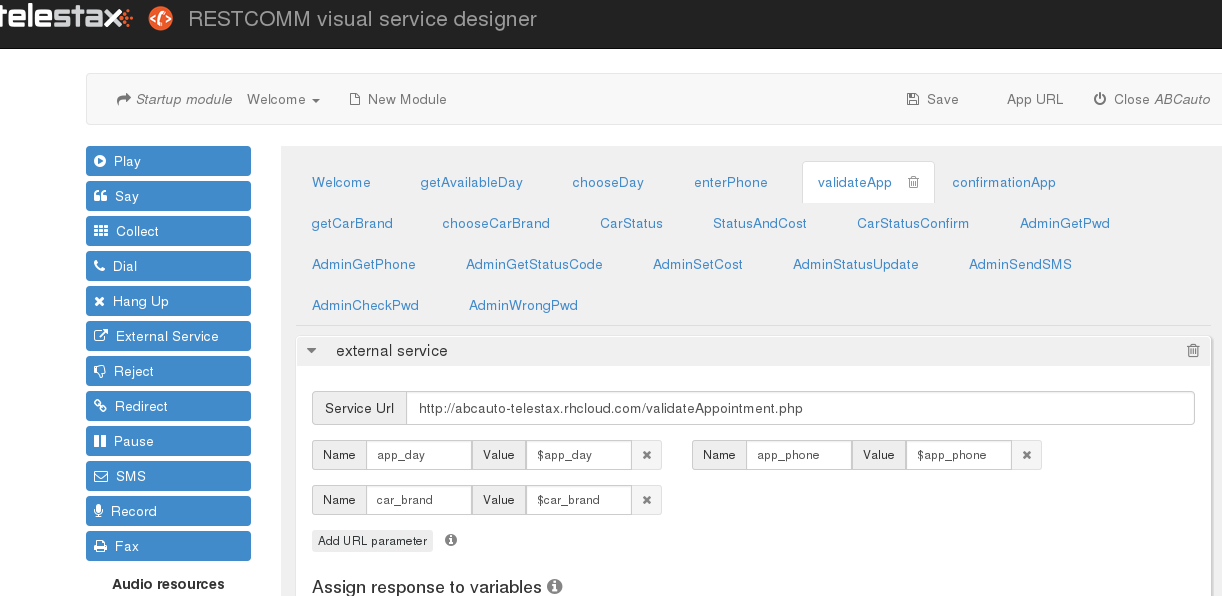 telestax RESTCOMM visual service designer
Startup module Welcome New Module Save App URL Close ABCauto
Play
Say
Collect
Dial
Hang Up
External Service
Reject
Redirect
Pause
SMS
Record
Fax
Audio resources
Welcome getAvailableDay chooseDay enterPhone validateApp confirmationApp
getCarBrand chooseCarBrand CarStatus StatusAndCost CarStatusConfirm AdminGetPwd
AdminGetPhone AdminGetStatusCode AdminSetCost AdminStatusUpdate AdminSendSMS
AdminCheckPwd AdminWrongPwd
external service
Service Url http://abcauto-telestax.rhcloud.com/validateAppointment.php
Name app_day Value $app_day Name app_phone Value $app_phone
Name car_brand Value $car_brand
Add URL parameter
Assign response to variables